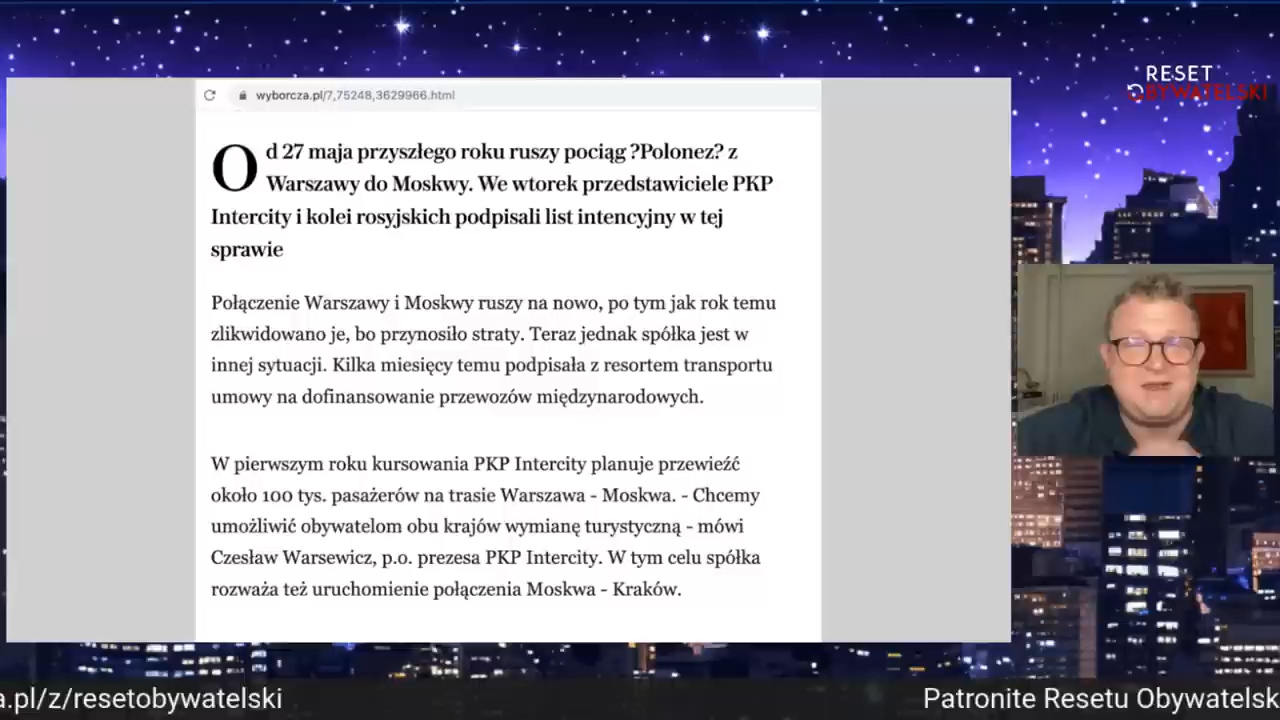 RESET
OBYWATELSKI
wyborcza.pl/7,75248,3629966.html
Od 27 maja przyszłego roku ruszy pociąg ?Polonez? z
Warszawy do Moskwy. We wtorek przedstawiciele PKP
Intercity i kolei rosyjskich podpisali list intencyjny w tej
sprawie
Połączenie Warszawy i Moskwy ruszy na nowo, po tym jak rok temu
zlikwidowano je, bo przynosiło straty. Teraz jednak spółka jest w
innej sytuacji. Kilka miesięcy temu podpisała z resortem transportu
umowy na dofinansowanie przewozów międzynarodowych.
W pierwszym roku kursowania PKP Intercity planuje przewieźć
około 100 tys. pasażerów na trasie Warszawa - Moskwa. - Chcemy
umożliwić obywatelom obu krajów wymianę turystyczną - mówi
Czesław Warsewicz, p.o. prezesa PKP Intercity. W tym celu spółka
rozważa też uruchomienie połączenia Moskwa - Kraków.
a.pl/z/resetobywatelski
Patronite Resetu Obywatelsk